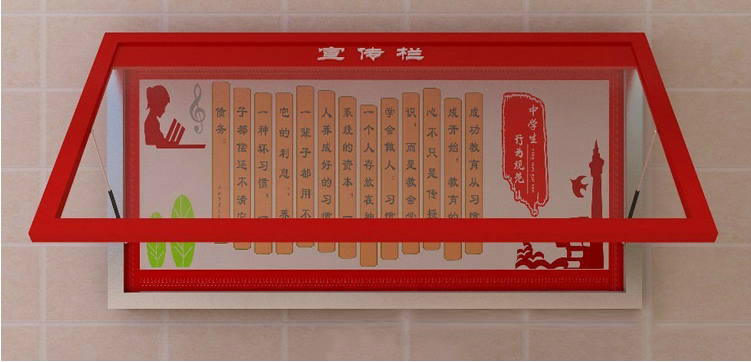 宣传栏
中学生
行为规范
成功教育从习惯
成开始，教育的
心不只是传授
识，而是教会学
学会做人；习惯
一个人存放在神
系统的资本，一
人养成好的习惯
一辈子都用不
它的利息；养
一种坏习惯，
子都偿还不清它
债务。